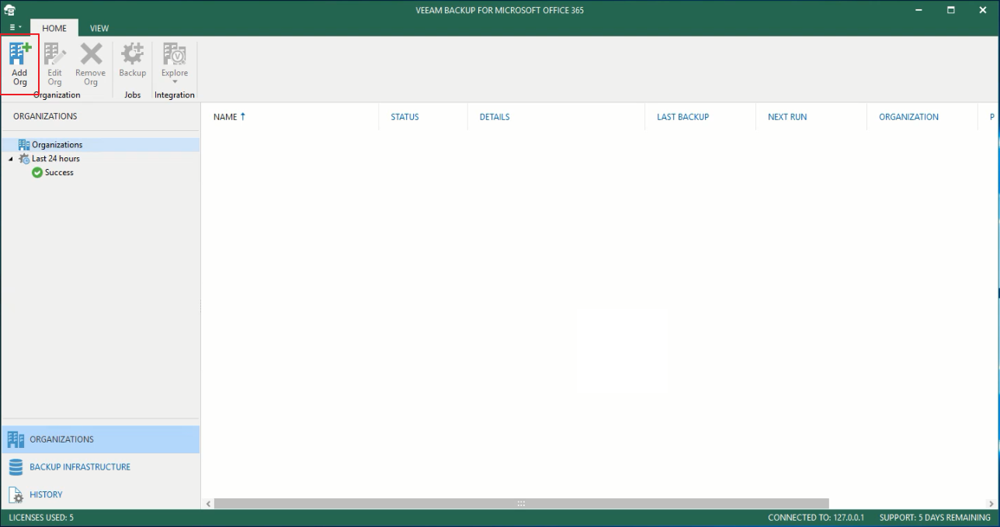 VEEAM BACKUP FOR MICROSOFT OFFICE 365
HOME VIEW
Add Org
Edit Org
Remove Org
Backup
Explore
Organization Jobs Integration
ORGANIZATIONS
Organizations
Last 24 hours
Success
NAME STATUS DETAILS LAST BACKUP NEXT RUN ORGANIZATION P
ORGANIZATIONS
BACKUP INFRASTRUCTURE
HISTORY
LICENSES USED: 5 CONNECTED TO: 127.0.0.1 SUPPORT: 5 DAYS REMAINING